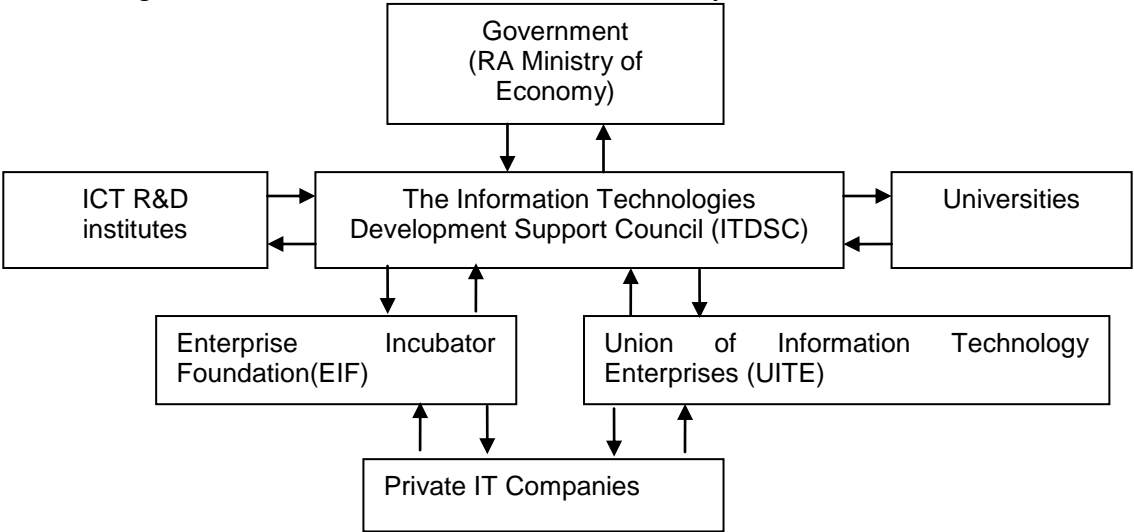 Government
(RA Ministry of
Economy)
ICT R&D
institutes
The Information Technologies
Development Support Council (ITDSC)
Universities
Enterprise Incubator
Foundation(EIF)
Union of Information Technology
Enterprises (UITE)
Private IT Companies